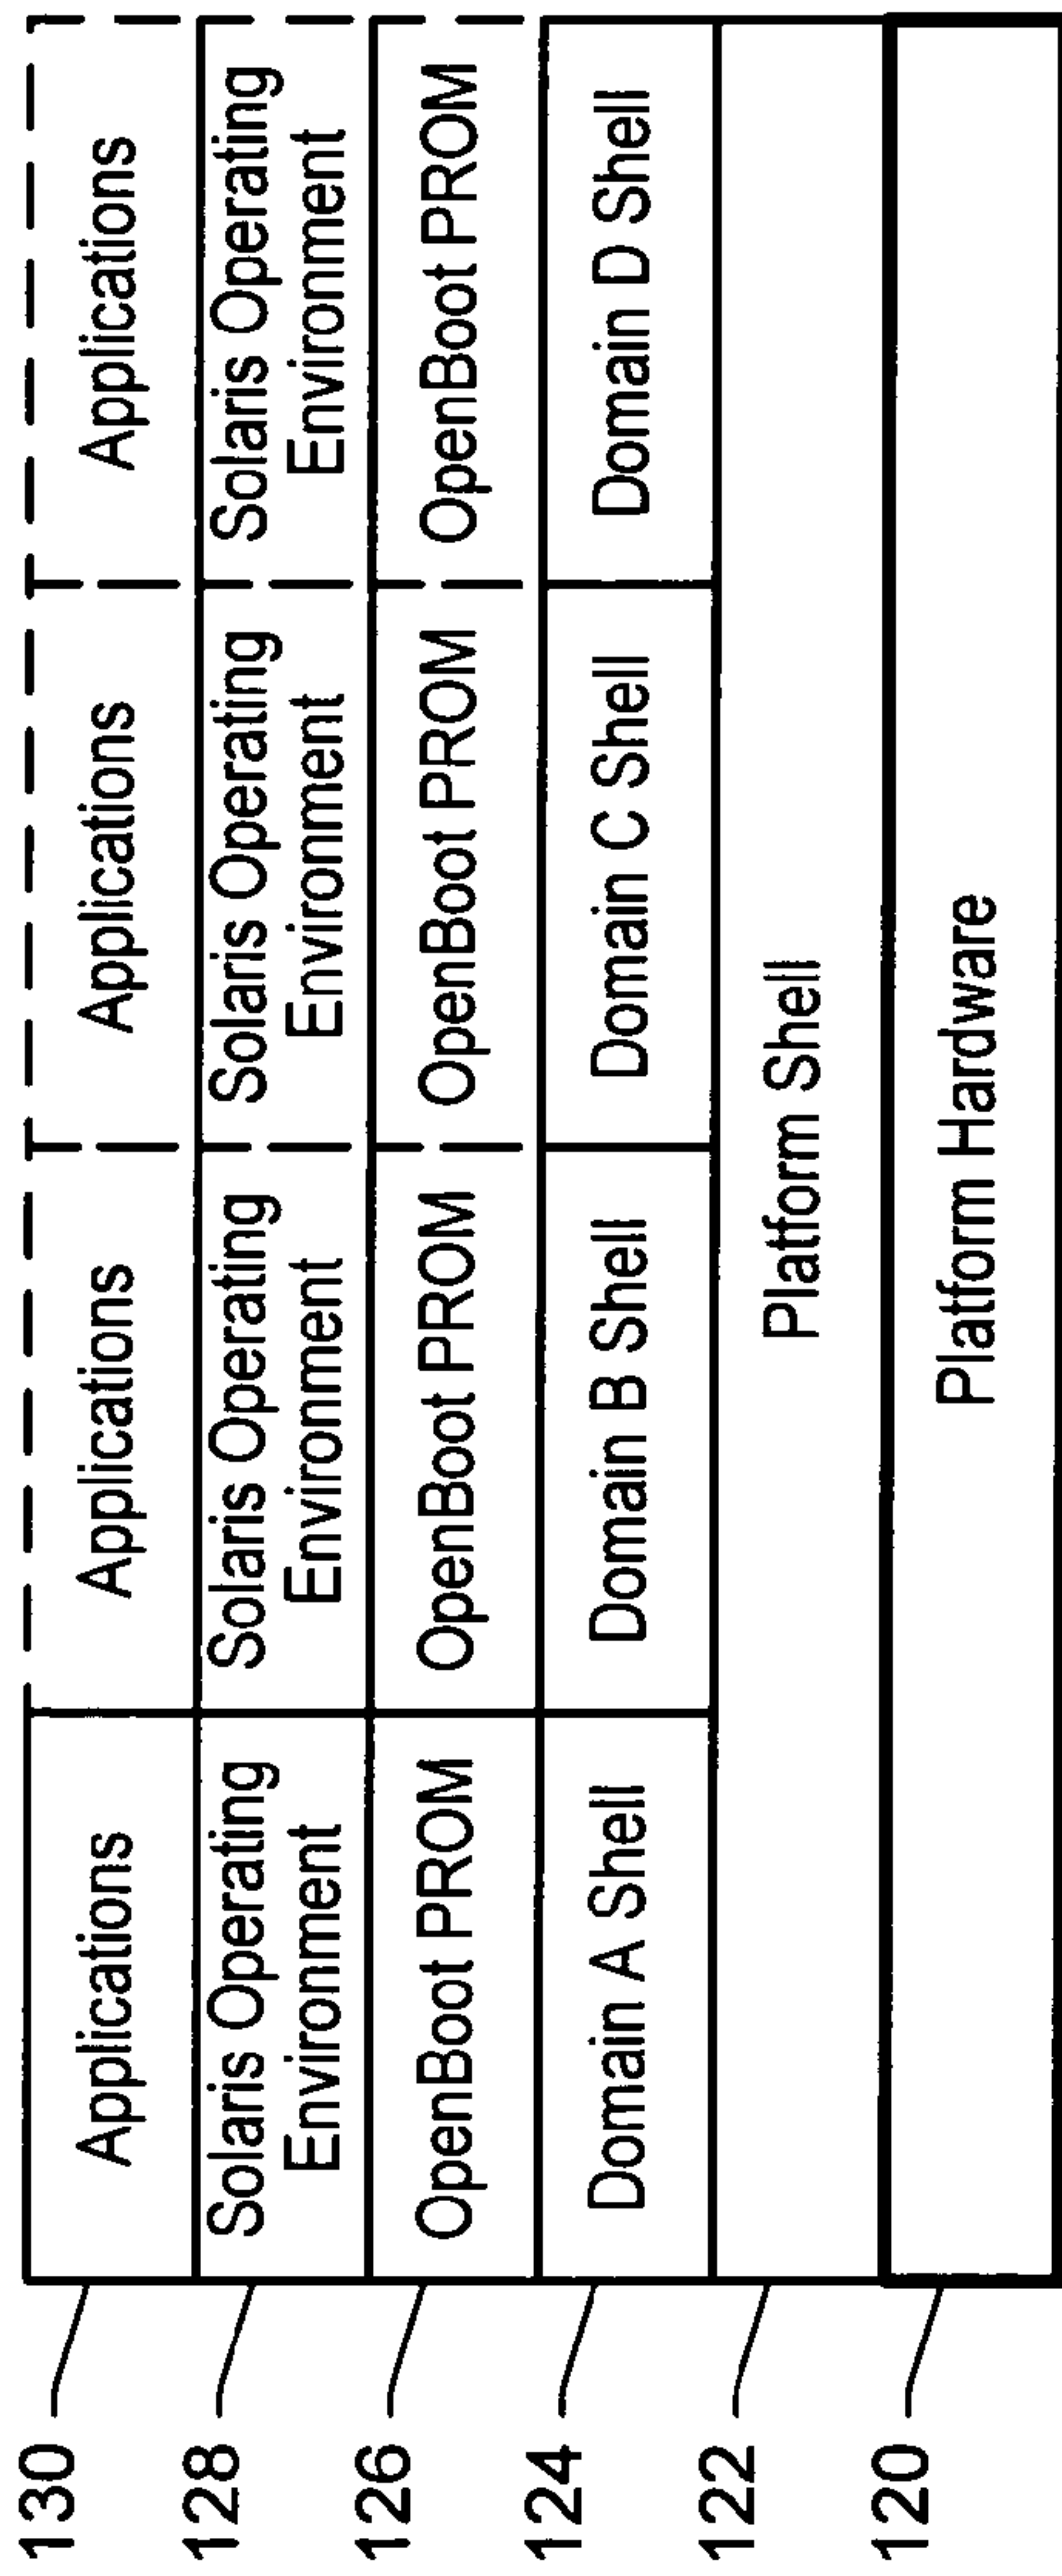 130
Applications
Applications
Applications
Applications
128
Solaris Operating
Environment
Solaris Operating
Environment
Solaris Operating
Environment
Solaris Operating
Environment
126
OpenBoot PROM
OpenBoot PROM
OpenBoot PROM
OpenBoot PROM
124
Domain A Shell
Domain B Shell
Domain C Shell
Domain D Shell
122
Platform Shell
120
Platform Hardware